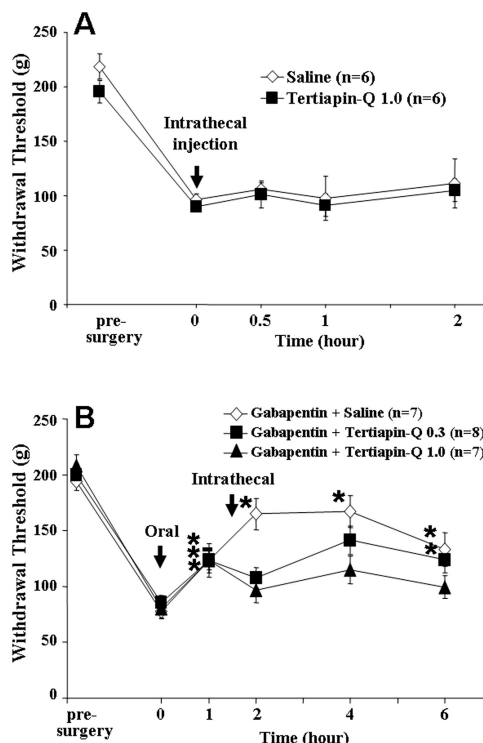 A
Withdrawal Threshold (g)
250
200
150
100
50
0
Saline (n=6)
Tertiapin-Q 1.0 (n=6)
Intrathecal
injection
pre-
surgery
0
0.5
1
2
Time (hour)
B
Withdrawal Threshold (g)
250
200
150
100
50
0
Gabapentin + Saline (n=7)
Gabapentin + Tertiapin-Q 0.3 (n=8)
Gabapentin + Tertiapin-Q 1.0 (n=7)
Intrathecal
Oral
*
*
*
*
*
*
*
pre-
surgery
0
1
2
4
6
Time (hour)